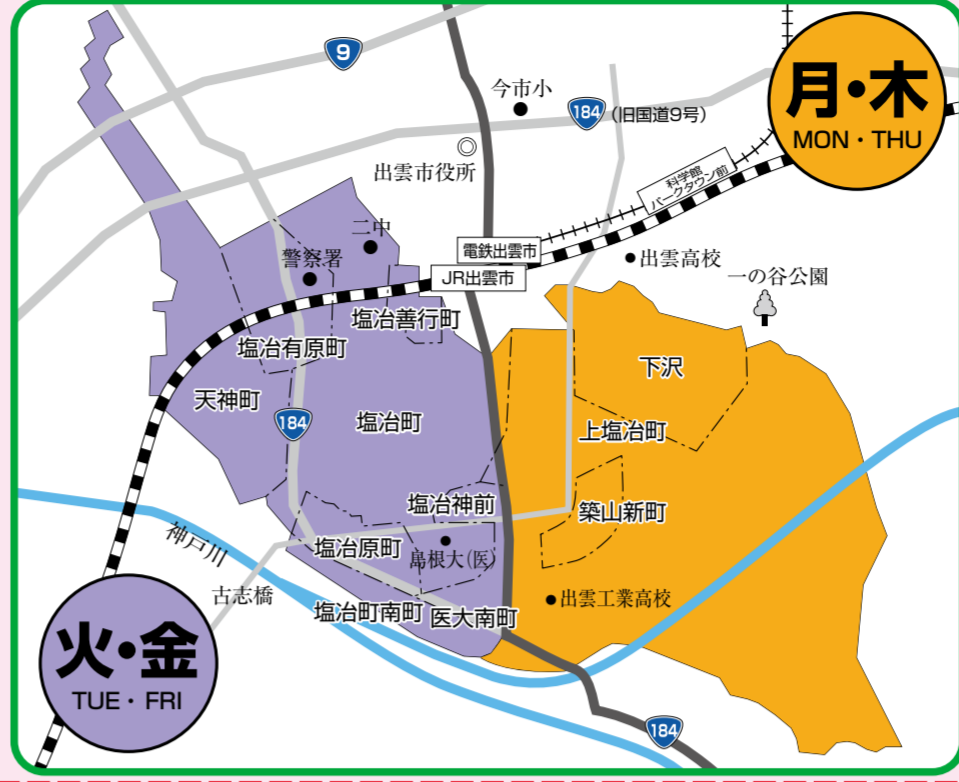 9
今市小
184
(旧国道9号)
月・木
MON・THU
出雲市役所
科学館
パークタウン前
二中
電鉄出雲市
警察署
JR出雲市
出雲高校
一の谷公園
塩冶善行町
塩冶有原町
下沢
天神町
184
塩冶町
上塩冶町
塩冶神前
築山新町
神戸川
塩冶原町
島根大(医)
古志橋
塩冶町南町
医大南町
出雲工業高校
火・金
TUE・FRI
184